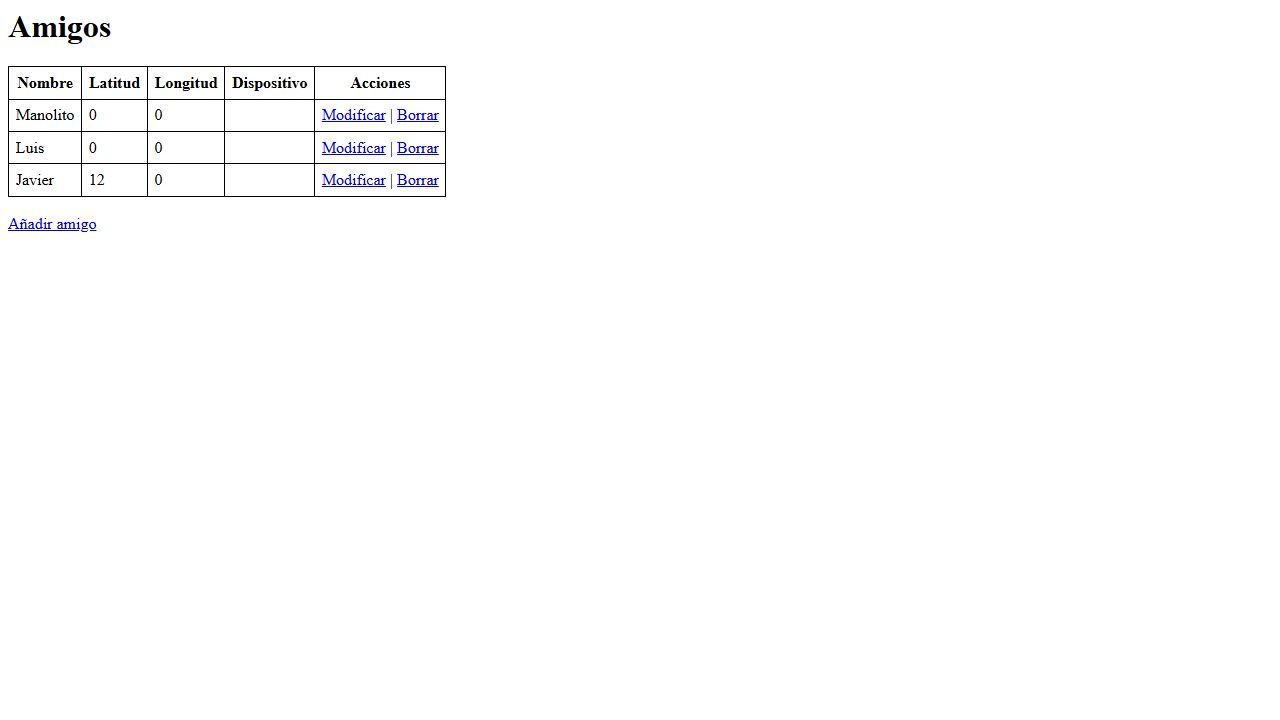 Amigos
Nombre Latitud Longitud Dispositivo Acciones
Manolito 0 0 Modificar | Borrar
Luis 0 0 Modificar | Borrar
Javier 12 0 Modificar | Borrar
Añadir amigo